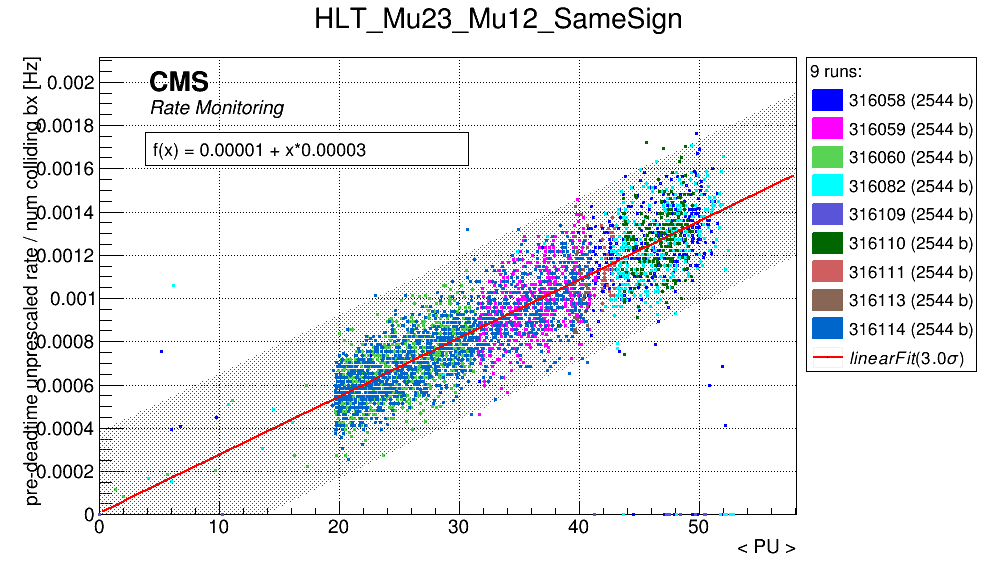 HLT_Mu23_Mu12_SameSign
pre-deadtime unprescaled rate / num colliding bx [Hz]
0.002
0.0018
0.0016
0.0014
0.0012
0.001
0.0008
0.0006
0.0004
0.0002
0
CMS
Rate Monitoring
f(x) = 0.00001 + x*0.00003
0 10 20 30 40 50
< PU >
9 runs:
316058 (2544 b)
316059 (2544 b)
316060 (2544 b)
316082 (2544 b)
316109 (2544 b)
316110 (2544 b)
316111 (2544 b)
316113 (2544 b)
316114 (2544 b)
linearFit(3.0σ)